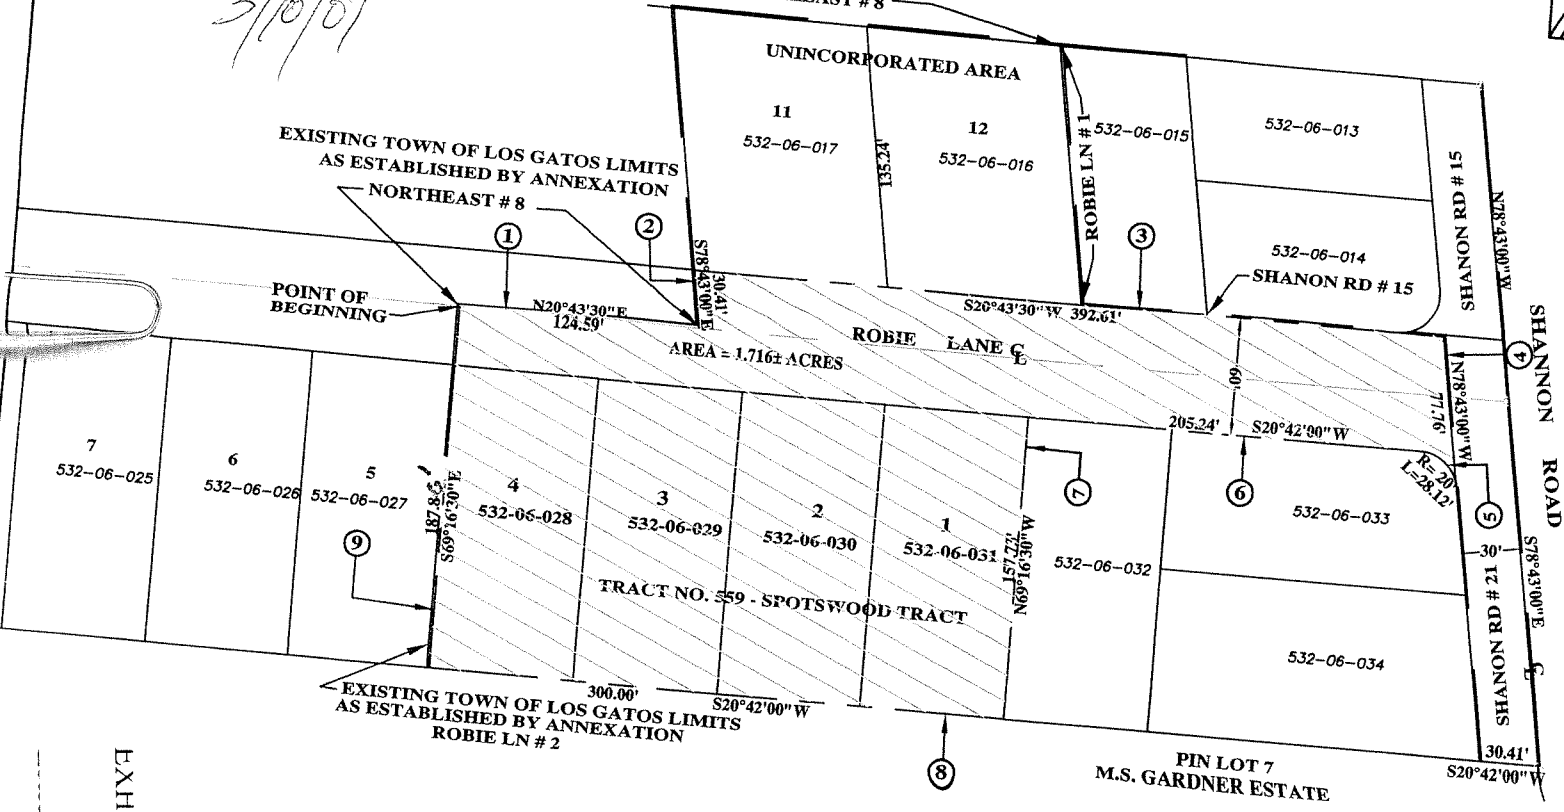 3/10/01
UNINCORPORATED AREA
11
532-06-017
135.24'
12
532-06-016
ROBIE LN # 1
532-06-015
532-06-013
532-06-014
SHANON RD # 15
N78°43'00"W
EXISTING TOWN OF LOS GATOS LIMITS
AS ESTABLISHED BY ANNEXATION
NORTHEAST # 8
1
2
3
SHANON RD # 15
S78°43'00"E
30.41'
POINT OF
BEGINNING
N20°43'30"E
124.59'
S20°43'30"W 392.61'
ROBIE LANE CL
AREA = 1.716± ACRES
60'
N78°43'00"W
77.76'
4
SHANNON ROAD
205.24'
S20°42'00"W
R= 20'
L=28.12'
5
6
7
7
532-06-025
6
532-06-026
5
532-06-027
S69°16'30"E
4
532-06-028
3
532-06-029
2
532-06-030
1
532-06-031
157.77'
N69°16'30"W
532-06-032
532-06-033
532-06-034
30'
SHANON RD # 21
S78°43'00"E
CL
9
TRACT NO. 559 - SPOTSWOOD TRACT
300.00'
S20°42'00"W
EXISTING TOWN OF LOS GATOS LIMITS
AS ESTABLISHED BY ANNEXATION
ROBIE LN # 2
8
PIN LOT 7
M.S. GARDNER ESTATE
30.41'
S20°42'00"W
EXH